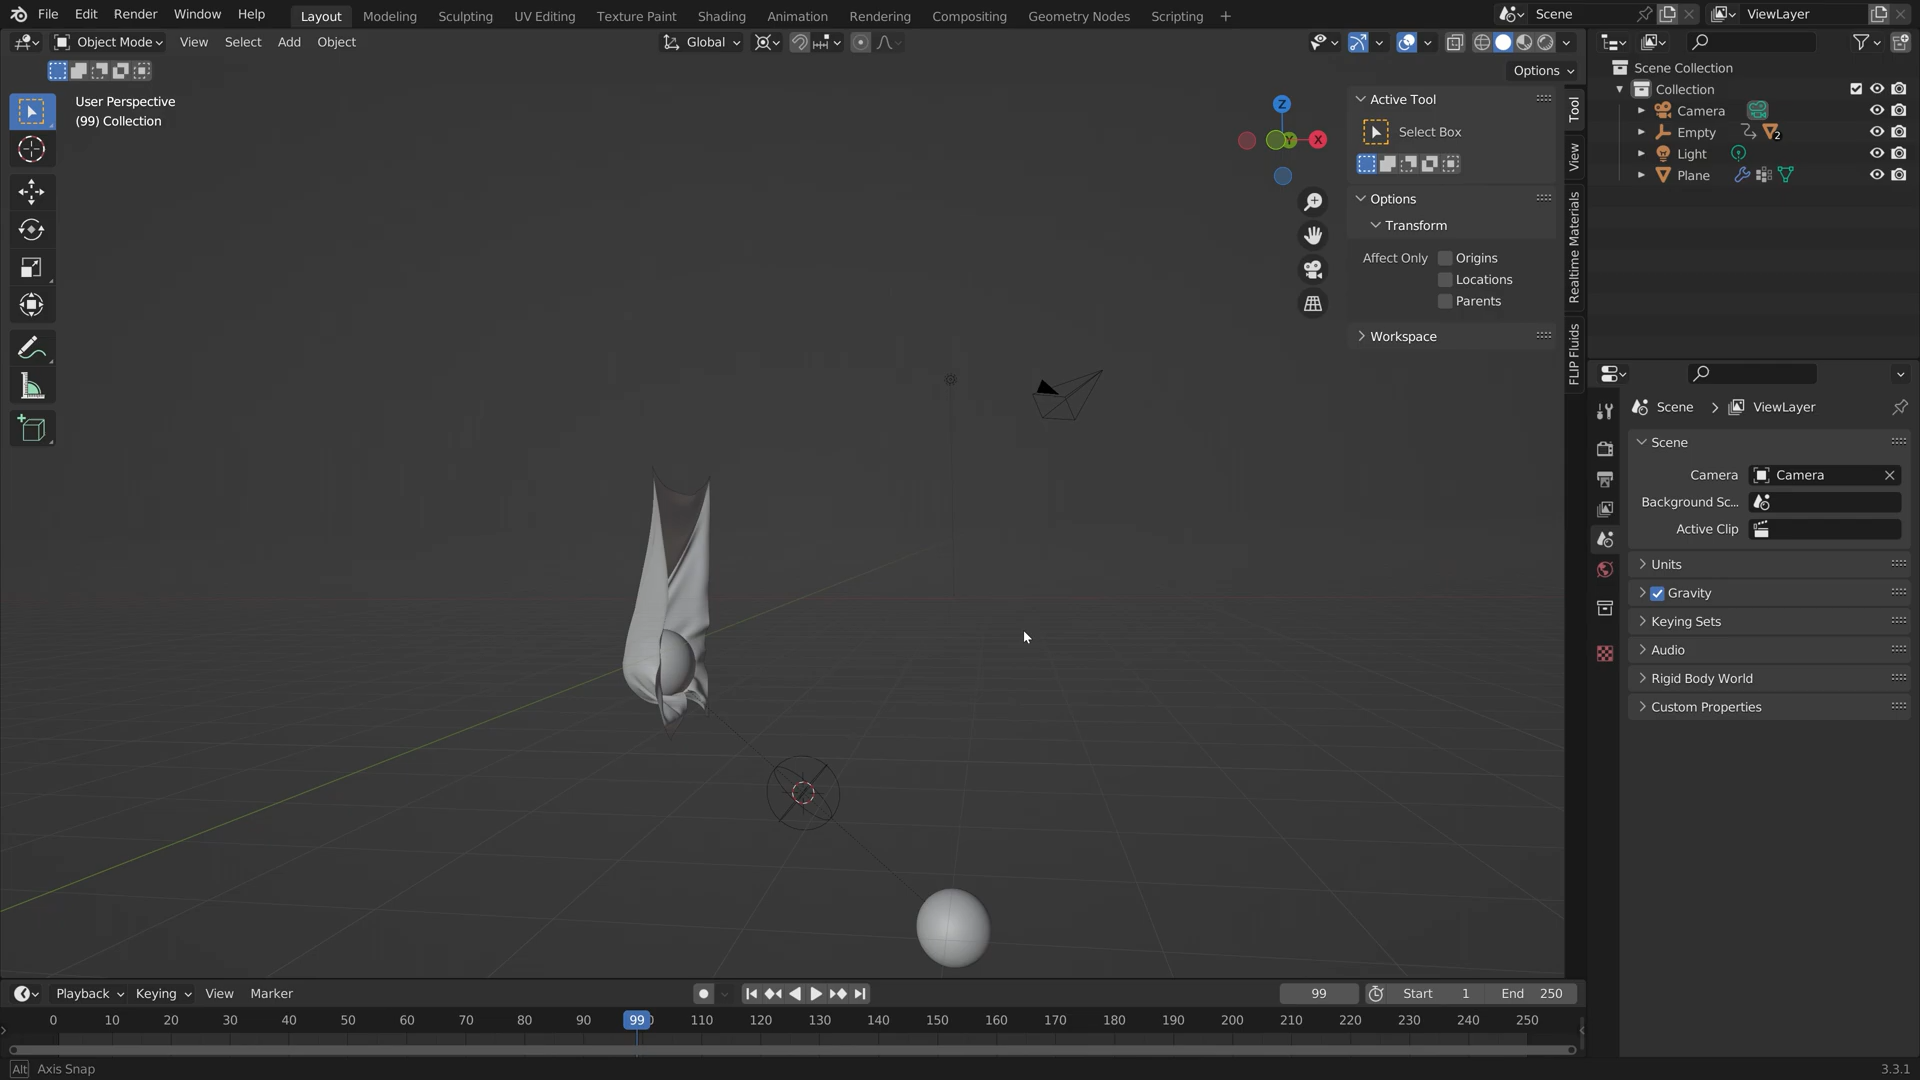 File Edit Render Window Help Layout Modeling Sculpting UV Editing Texture Paint Shading Animation Rendering Compositing Geometry Nodes Scripting + Scene ViewLayer
Object Mode View Select Add Object Global
Options
User Perspective
(99) Collection
Z
Y
X
Active Tool
Select Box
Options
Transform
Affect Only Origins
Locations
Parents
Workspace
Tool
View
Realtime Materials
FLIP Fluids
Scene Collection
Collection
Camera
Empty 2
Light
Plane
Scene > ViewLayer
Scene
Camera Camera
Background Sc...
Active Clip
Units
Gravity
Keying Sets
Audio
Rigid Body World
Custom Properties
Playback Keying View Marker 99 Start 1 End 250
0 10 20 30 40 50 60 70 80 90 99 110 120 130 140 150 160 170 180 190 200 210 220 230 240 250
Alt Axis Snap 3.3.1